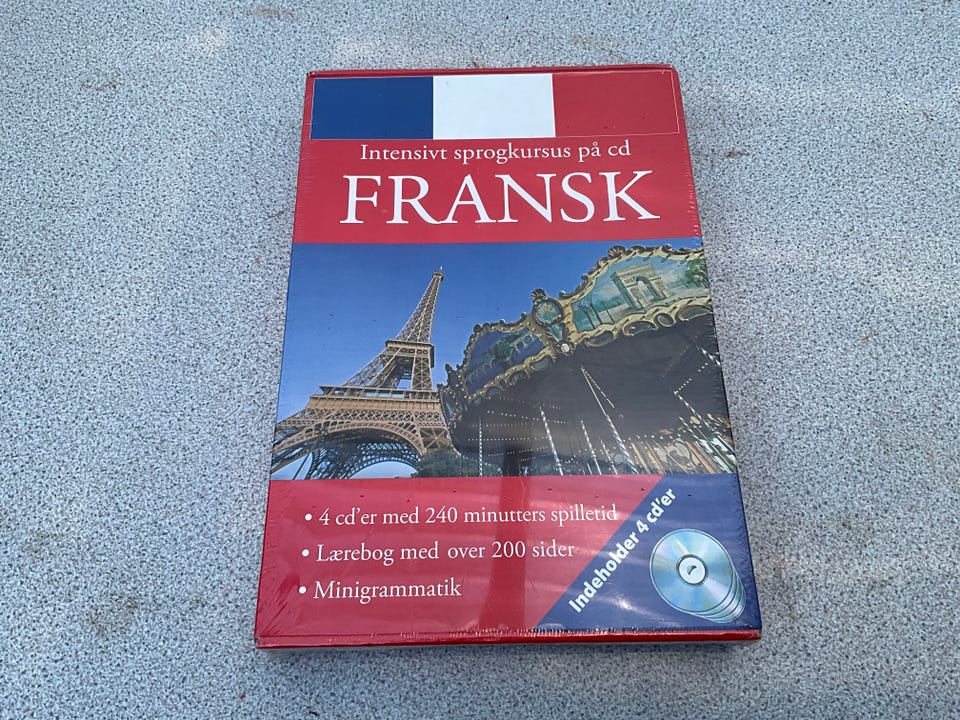 Intensivt sprogkursus på cd
FRANSK
• 4 cd'er med 240 minutters spilletid
• Lærebog med over 200 sider
• Minigrammatik
Indeholder 4 cd'er